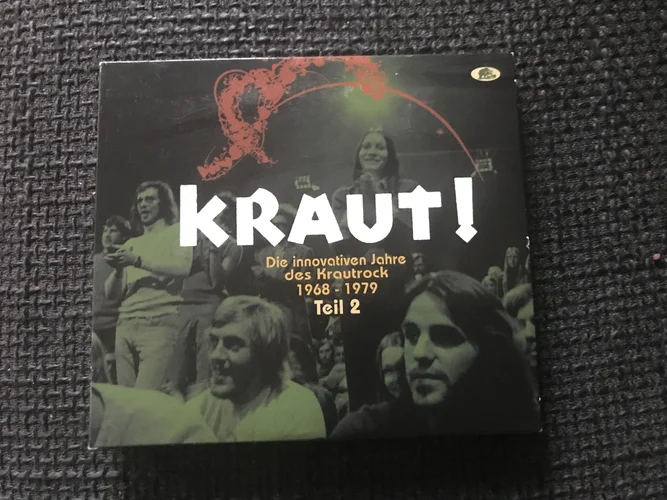 KRAUT!
Die innovativen Jahre
des Krautrock
1968 - 1979
Teil 2